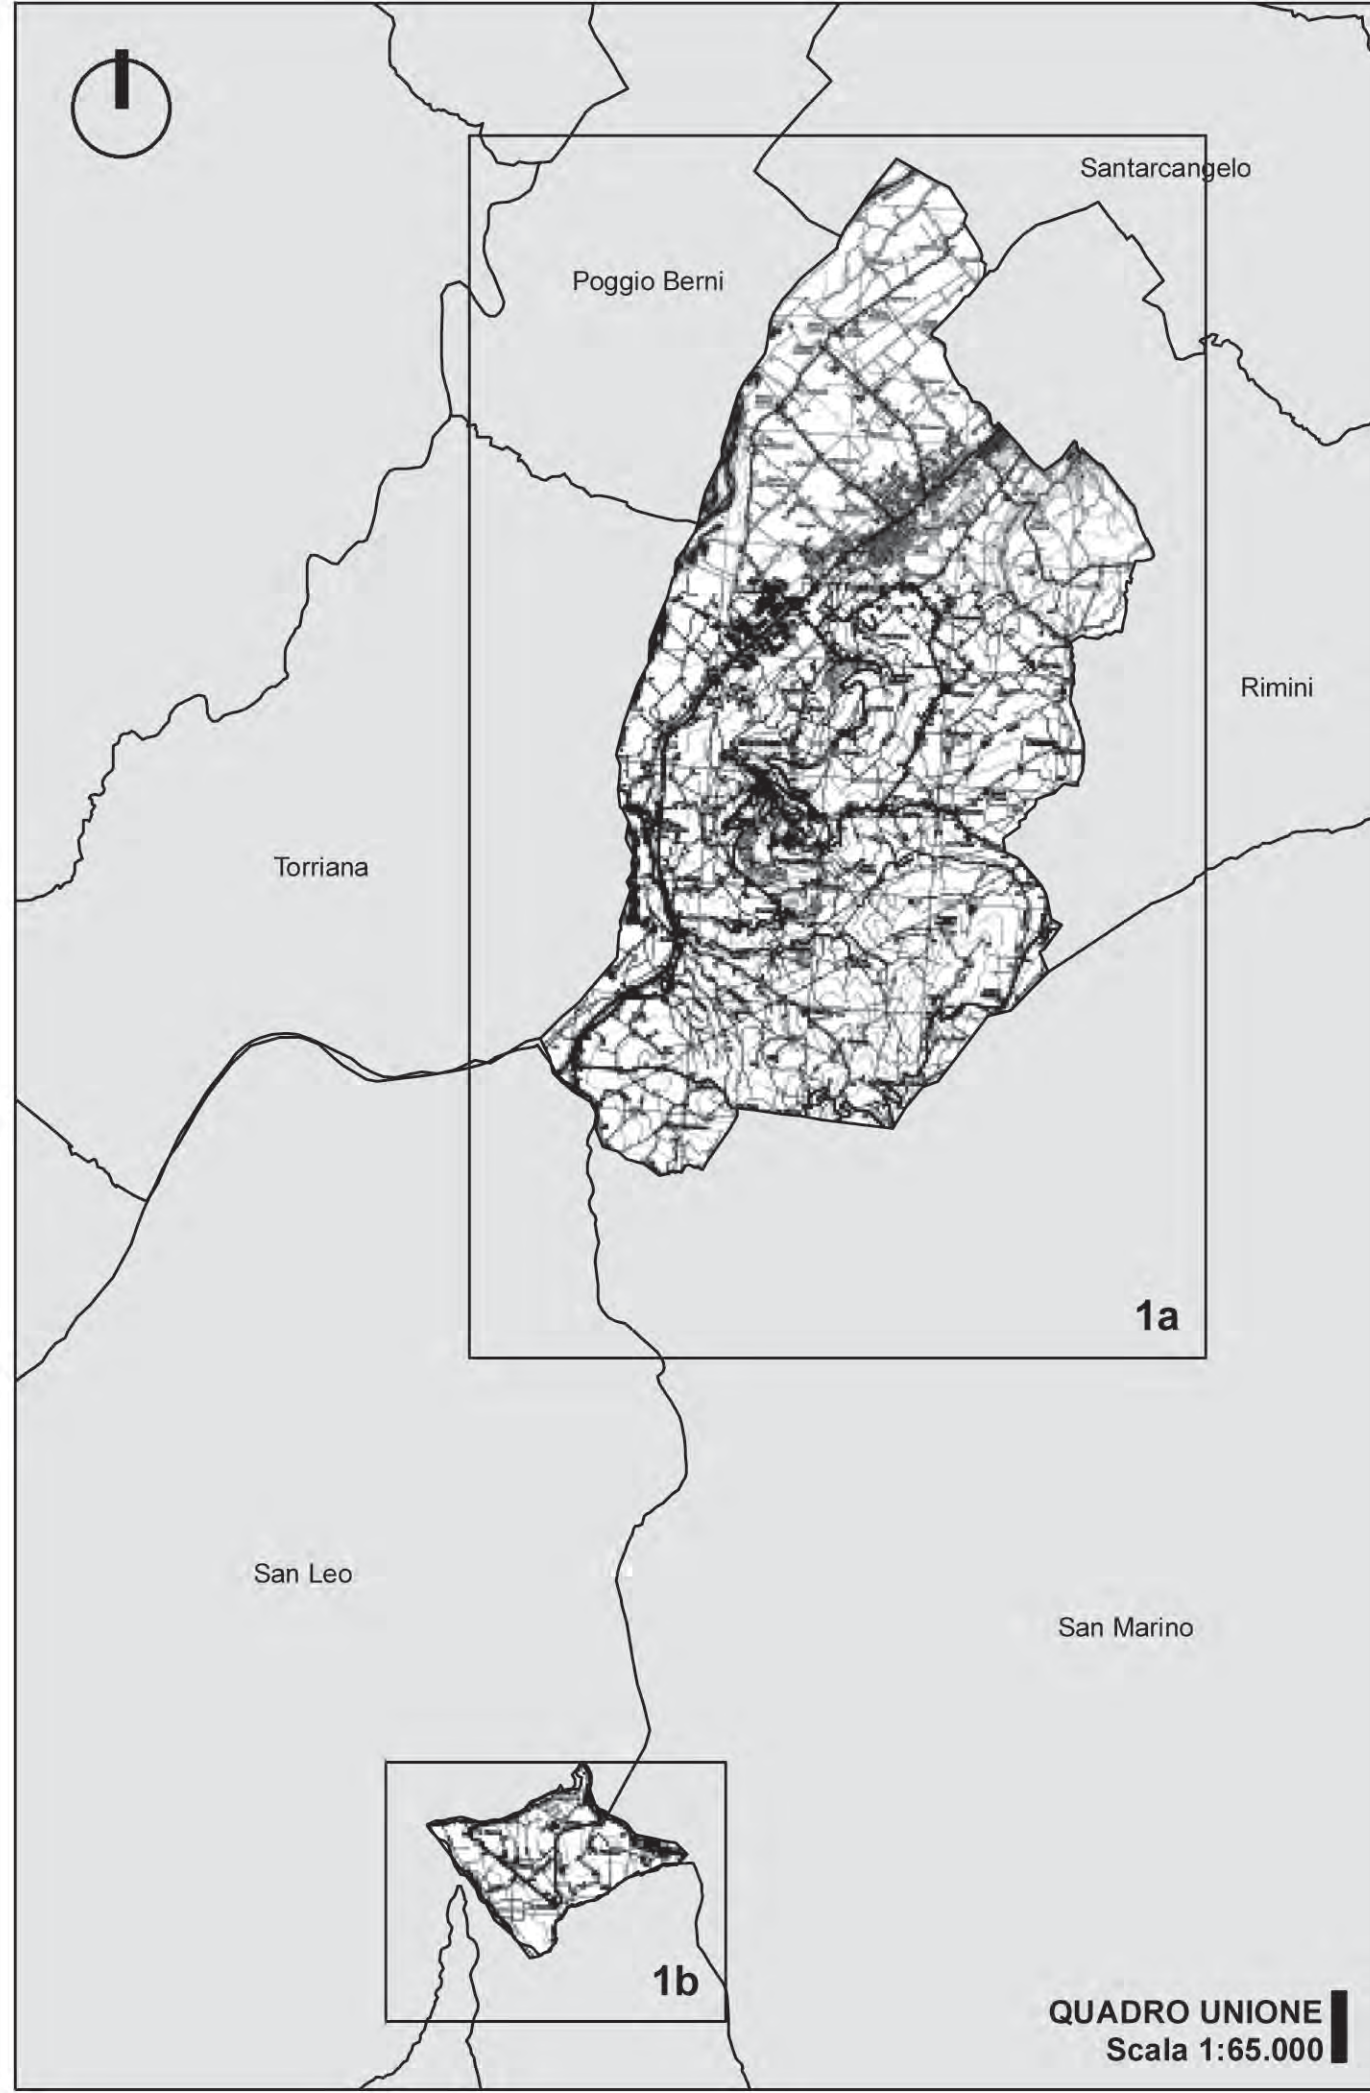 Santarcangelo
Poggio Berni
Rimini
Torriana
1a
San Leo
San Marino
1b
QUADRO UNIONE
Scala 1:65.000